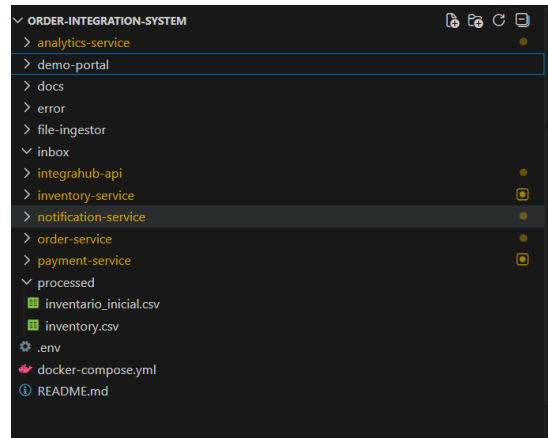 ORDER-INTEGRATION-SYSTEM
analytics-service
demo-portal
docs
error
file-ingestor
inbox
integrahub-api
inventory-service
notification-service
order-service
payment-service
processed
inventario_inicial.csv
inventory.csv
.env
docker-compose.yml
README.md